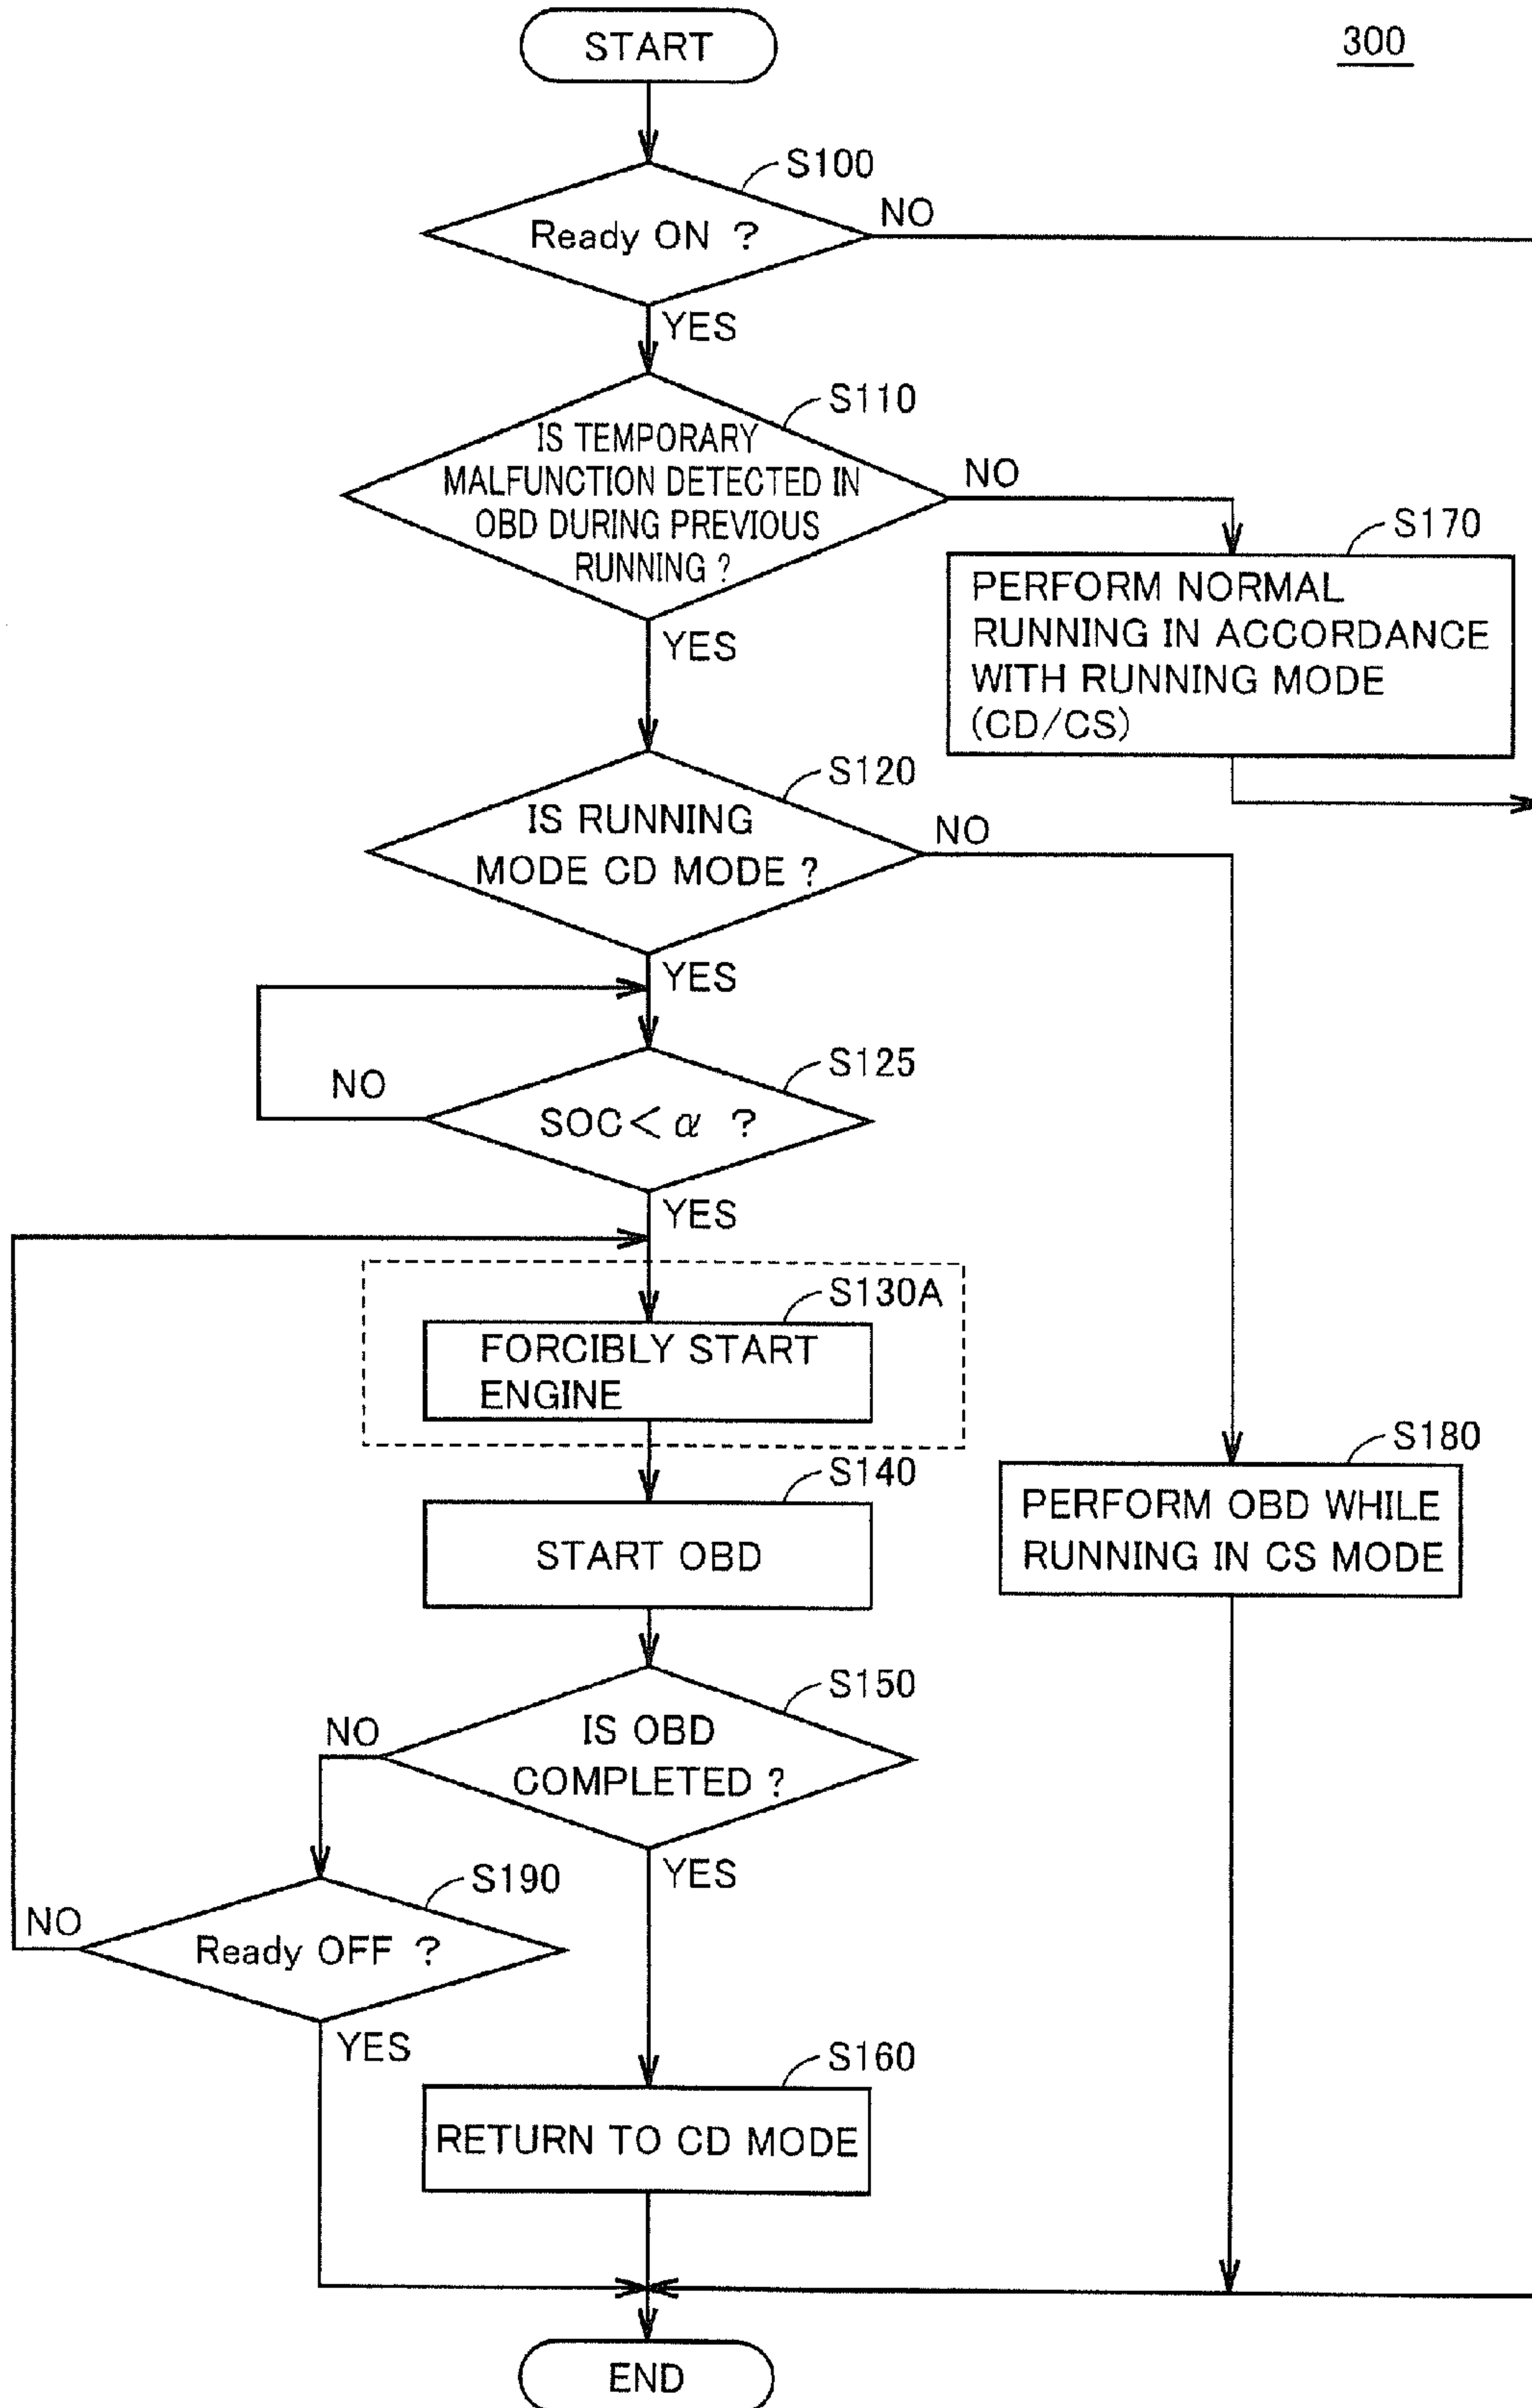 START
300
S100
Ready ON ?
NO
YES
S110
IS TEMPORARY
MALFUNCTION DETECTED IN
OBD DURING PREVIOUS
RUNNING ?
NO
YES
S170
PERFORM NORMAL
RUNNING IN ACCORDANCE
WITH RUNNING MODE
(CD/CS)
S120
IS RUNNING
MODE CD MODE ?
NO
YES
S125
SOC< α ?
NO
YES
S130A
FORCIBLY START
ENGINE
S140
START OBD
S180
PERFORM OBD WHILE
RUNNING IN CS MODE
S150
IS OBD
COMPLETED ?
NO
YES
S190
Ready OFF ?
NO
YES
S160
RETURN TO CD MODE
END